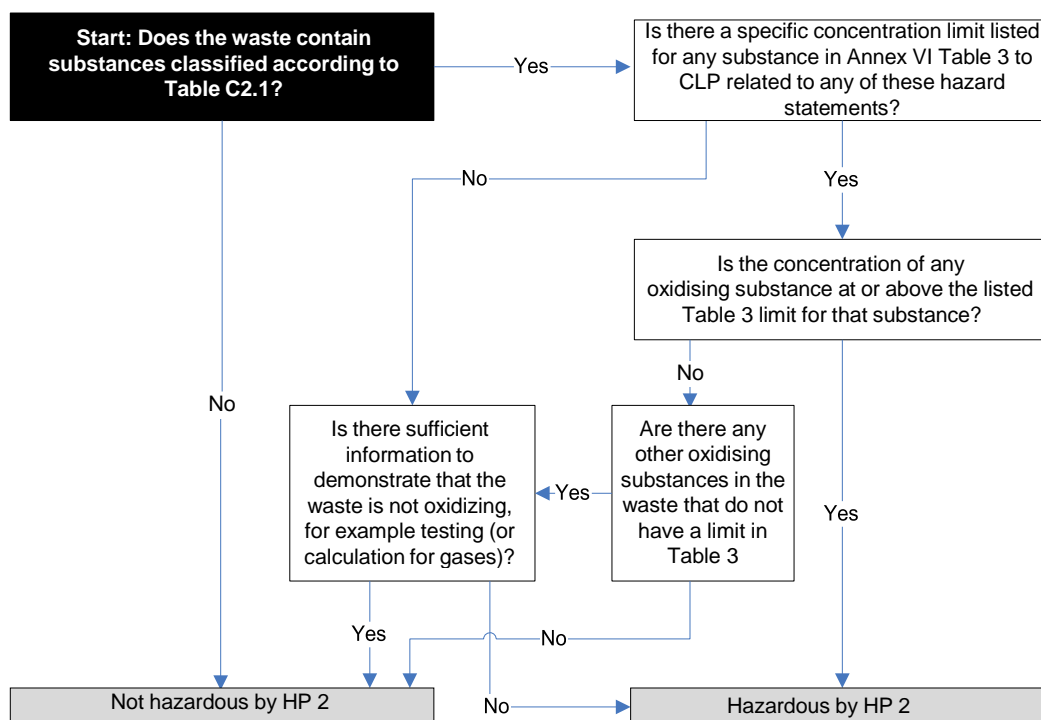 Start: Does the waste contain
substances classified according to
Table C2.1?
Yes
Is there a specific concentration limit listed
for any substance in Annex VI Table 3 to
CLP related to any of these hazard
statements?
No
Yes
Is the concentration of any
oxidising substance at or above the listed
Table 3 limit for that substance?
No
No
Is there sufficient
information to
demonstrate that the
waste is not oxidizing,
for example testing (or
calculation for gases)?
Yes
Are there any
other oxidising
substances in the
waste that do not
have a limit in
Table 3
Yes
Yes
No
Not hazardous by HP 2
No
Hazardous by HP 2